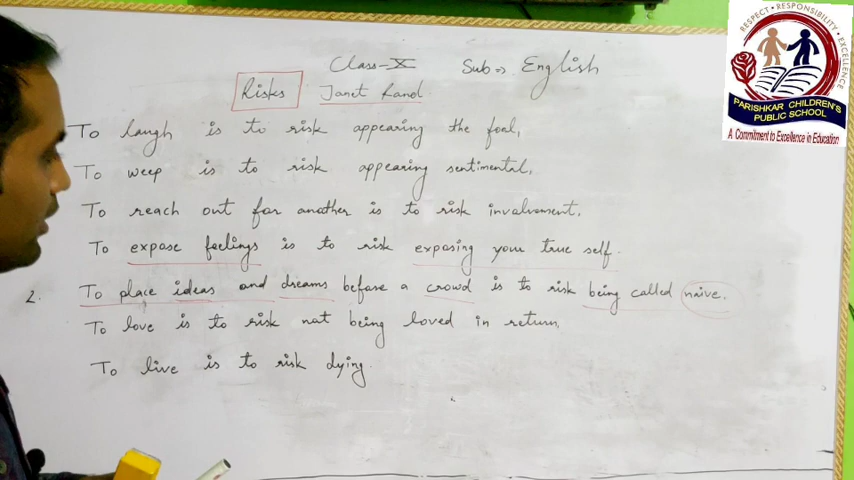 Class-X Sub⇒ English
Risks Janet Rand
To laugh is to risk appearing the fool,
To weep is to risk appearing sentimental.
To reach out for another is to risk involvement.
To expose feelings is to risk exposing your true self.
2. To place ideas and dreams before a crowd is to risk being called naive.
To love is to risk not being loved in return,
To live is to risk dying.
RESPECT • RESPONSIBILITY • EXCELLENCE
PARISHKAR CHILDREN'S
PUBLIC SCHOOL
A Commitment to Excellence in Education